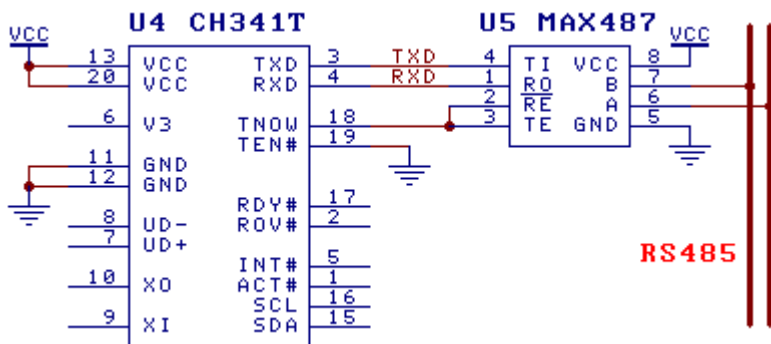 U4 CH341T
U5 MAX487
VCC
VCC
13 VCC TXD 3 TXD 4 TI VCC 8
20 VCC RXD 4 RXD 1 RO B 7
2 RE A 6
6 V3 TNOW 18 3 TE GND 5
TEN# 19
11 GND
12 GND
RDY# 17
8 UD- ROV# 2
7 UD+
INT# 5
RS485
10 XO ACT# 1
SCL 16
9 XI SDA 15